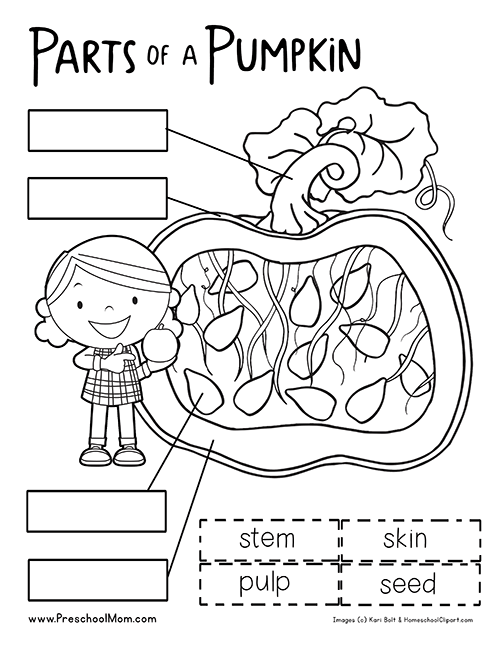 PARTS OF A PUMPKiN
stem skin
pulp seed
www.PreschoolMom.com
Images (c) Kari Bolt & HomeschoolClipart.com